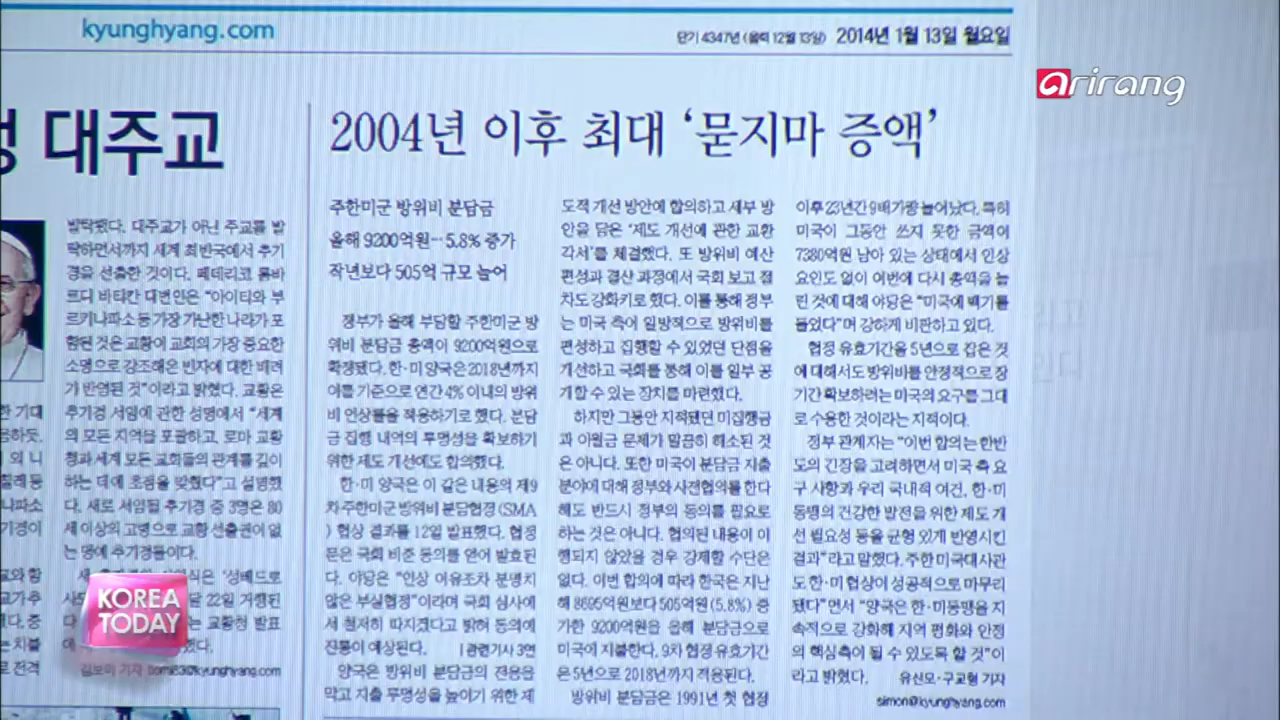 kyunghyang.com
단기 4347년 (음력 12월 13일) 2014년 1월 13일 월요일
arirang
대주교
2004년 이후 최대 ‘묻지마 증액’
발탁됐다. 대주교가 아닌 주교를 발
탁하면서까지 세계 최빈국에서 추기
경을 선출한 것이다. 페데리코 롬바
르디 바티칸 대변인은 “아이티와 부
르키나파소 등 가장 가난한 나라가 포
함된 것은 교황이 교회의 가장 중요한
소명으로 강조해온 빈자에 대한 배려
가 반영된 것”이라고 밝혔다. 교황은
추기경 서임에 관한 성명에서 “세계
의 모든 지역을 포괄하고, 로마 교황
청과 세계 모든 교회들의 관계를 깊이
하는 데에 초점을 맞췄다”고 설명했
다. 새로 서임될 추기경 중 3명은 80
세 이상의 고령으로 교황 선출권이 없
는 명예 추기경들이다.
달 22일 거행된
는 교황청 발표
김보미 기자
주한미군 방위비 분담금
올해 9200억원…5.8% 증가
작년보다 505억 규모 늘어
정부가 올해 부담할 주한미군 방
위비 분담금 총액이 9200억원으로
확정됐다. 한·미 양국은 2018년까지
이를 기준으로 연간 4% 이내의 방위
비 인상률을 적용하기로 했다. 분담
금 집행 내역의 투명성을 확보하기
위한 제도 개선에도 합의했다.
한·미 양국은 이 같은 내용의 제9
차 주한미군 방위비 분담협정(SMA
) 협상 결과를 12일 발표했다. 협정
문은 국회 비준 동의를 얻어 발효된
다. 야당은 “인상 이유조차 분명치
않은 부실협정”이라며 국회 심사에
서 철저히 따지겠다고 밝혀 동의에
진통이 예상된다. |관련기사 3면
양국은 방위비 분담금의 전용을
막고 지출 투명성을 높이기 위한 제
도적 개선 방안에 합의하고 세부 방
안을 담은 ‘제도 개선에 관한 교환
각서’를 체결했다. 또 방위비 예산
편성과 결산 과정에서 국회 보고 절
차도 강화키로 했다. 이를 통해 정부
는 미국 측이 일방적으로 방위비를
편성하고 집행할 수 있었던 단점을
개선하고 국회를 통해 이를 일부 공
개할 수 있는 장치를 마련했다.
하지만 그동안 지적됐던 미집행금
과 이월금 문제가 말끔히 해소된 것
은 아니다. 또한 미국이 분담금 지출
분야에 대해 정부와 사전협의를 한다
해도 반드시 정부의 동의를 필요로
하는 것은 아니다. 협의된 내용이 이
행되지 않았을 경우 강제할 수단은
없다. 이번 합의에 따라 한국은 지난
해 8695억원보다 505억원(5.8%) 증
가한 9200억원을 올해 분담금으로
미국에 지불한다. 9차 협정 유효기간
은 5년으로 2018년까지 적용된다.
방위비 분담금은 1991년 첫 협정
이후 23년간 9배가량 늘어났다. 특히
미국이 그동안 쓰지 못한 금액이
7380억원 남아 있는 상태에서 인상
요인도 없이 이번에 다시 총액을 늘
린 것에 대해 야당은 “미국에 백기를
들었다”며 강하게 비판하고 있다.
협정 유효기간을 5년으로 잡은 것
에 대해서도 방위비를 안정적으로 장
기간 확보하려는 미국의 요구를 그대
로 수용한 것이라는 지적이다.
정부 관계자는 “이번 합의는 한반
도의 긴장을 고려하면서 미국 측 요
구 사항과 우리 국내적 여건, 한·미
동맹의 건강한 발전을 위한 제도 개
선 필요성 등을 균형 있게 반영시킨
결과”라고 말했다. 주한 미국대사관
도 한·미 협상이 성공적으로 마무리
됐다”면서 “양국은 한·미동맹을 지
속적으로 강화해 지역 평화와 안정
의 핵심축이 될 수 있도록 할 것”이
라고 밝혔다. 유신모·구교형 기자
simon@kyunghyang.com
KOREA
TODAY